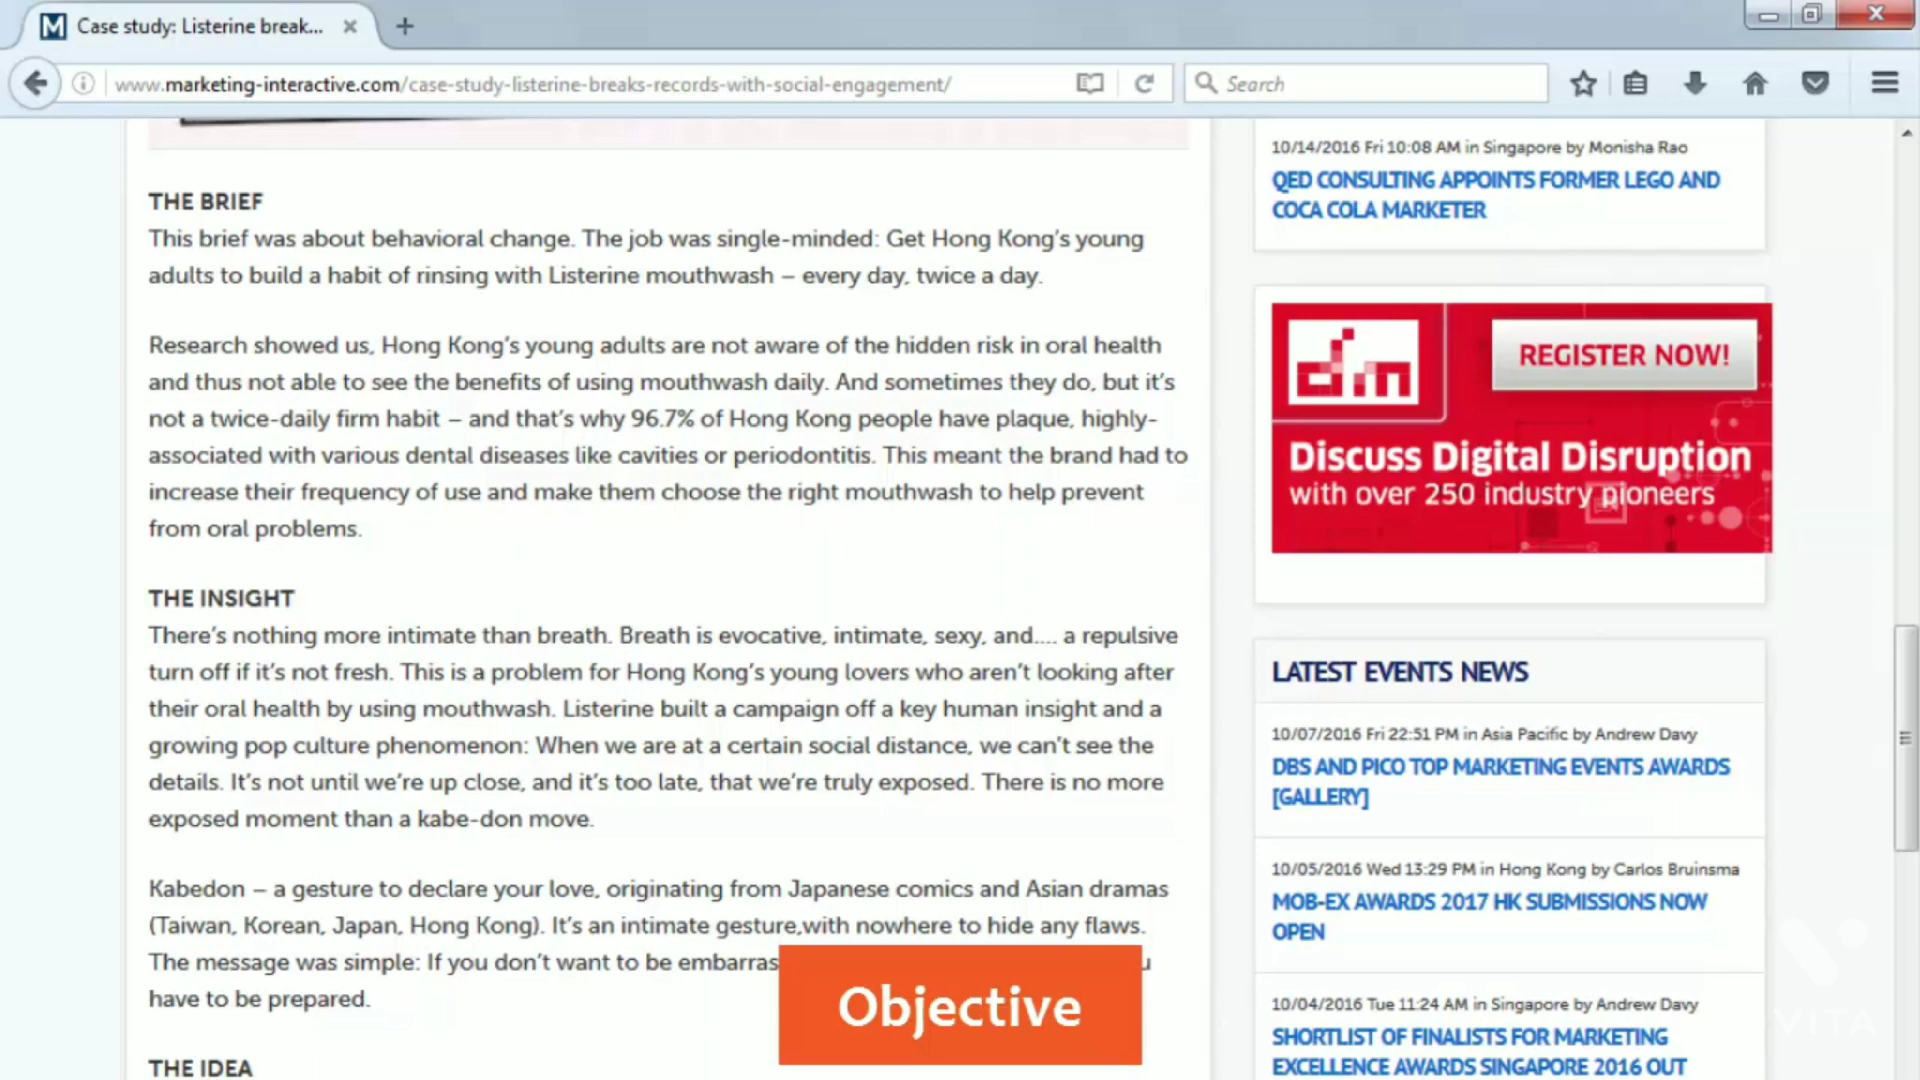 Case study: Listerine break...
www.marketing-interactive.com/case-study-listerine-breaks-records-with-social-engagement/
Search
THE BRIEF
This brief was about behavioral change. The job was single-minded: Get Hong Kong's young
adults to build a habit of rinsing with Listerine mouthwash – every day, twice a day.
Research showed us, Hong Kong's young adults are not aware of the hidden risk in oral health
and thus not able to see the benefits of using mouthwash daily. And sometimes they do, but it's
not a twice-daily firm habit – and that's why 96.7% of Hong Kong people have plaque, highly-
associated with various dental diseases like cavities or periodontitis. This meant the brand had to
increase their frequency of use and make them choose the right mouthwash to help prevent
from oral problems.
THE INSIGHT
There's nothing more intimate than breath. Breath is evocative, intimate, sexy, and.... a repulsive
turn off if it's not fresh. This is a problem for Hong Kong's young lovers who aren't looking after
their oral health by using mouthwash. Listerine built a campaign off a key human insight and a
growing pop culture phenomenon: When we are at a certain social distance, we can't see the
details. It's not until we're up close, and it's too late, that we're truly exposed. There is no more
exposed moment than a kabe-don move.
Kabedon – a gesture to declare your love, originating from Japanese comics and Asian dramas
(Taiwan, Korean, Japan, Hong Kong). It's an intimate gesture,with nowhere to hide any flaws.
The message was simple: If you don't want to be
have to be prepared.
THE IDEA
Objective
10/14/2016 Fri 10:08 AM in Singapore by Monisha Rao
QED CONSULTING APPOINTS FORMER LEGO AND
COCA COLA MARKETER
dm
REGISTER NOW!
Discuss Digital Disruption
with over 250 industry pioneers
LATEST EVENTS NEWS
10/07/2016 Fri 22:51 PM in Asia Pacific by Andrew Davy
DBS AND PICO TOP MARKETING EVENTS AWARDS
[GALLERY]
10/05/2016 Wed 13:29 PM in Hong Kong by Carlos Bruinsma
MOB-EX AWARDS 2017 HK SUBMISSIONS NOW
OPEN
10/04/2016 Tue 11:24 AM in Singapore by Andrew Davy
SHORTLIST OF FINALISTS FOR MARKETING
EXCELLENCE AWARDS SINGAPORE 2016 OUT
VITA